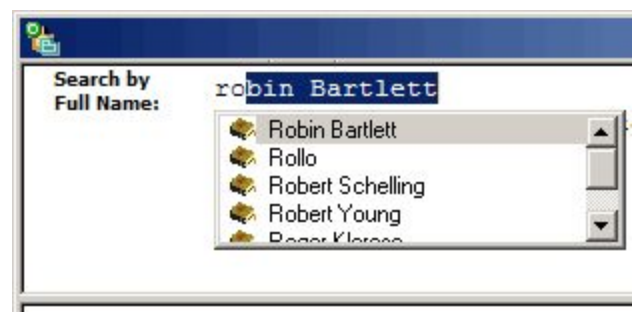 Search by
Full Name:
robin Bartlett
Robin Bartlett
Rollo
Robert Schelling
Robert Young